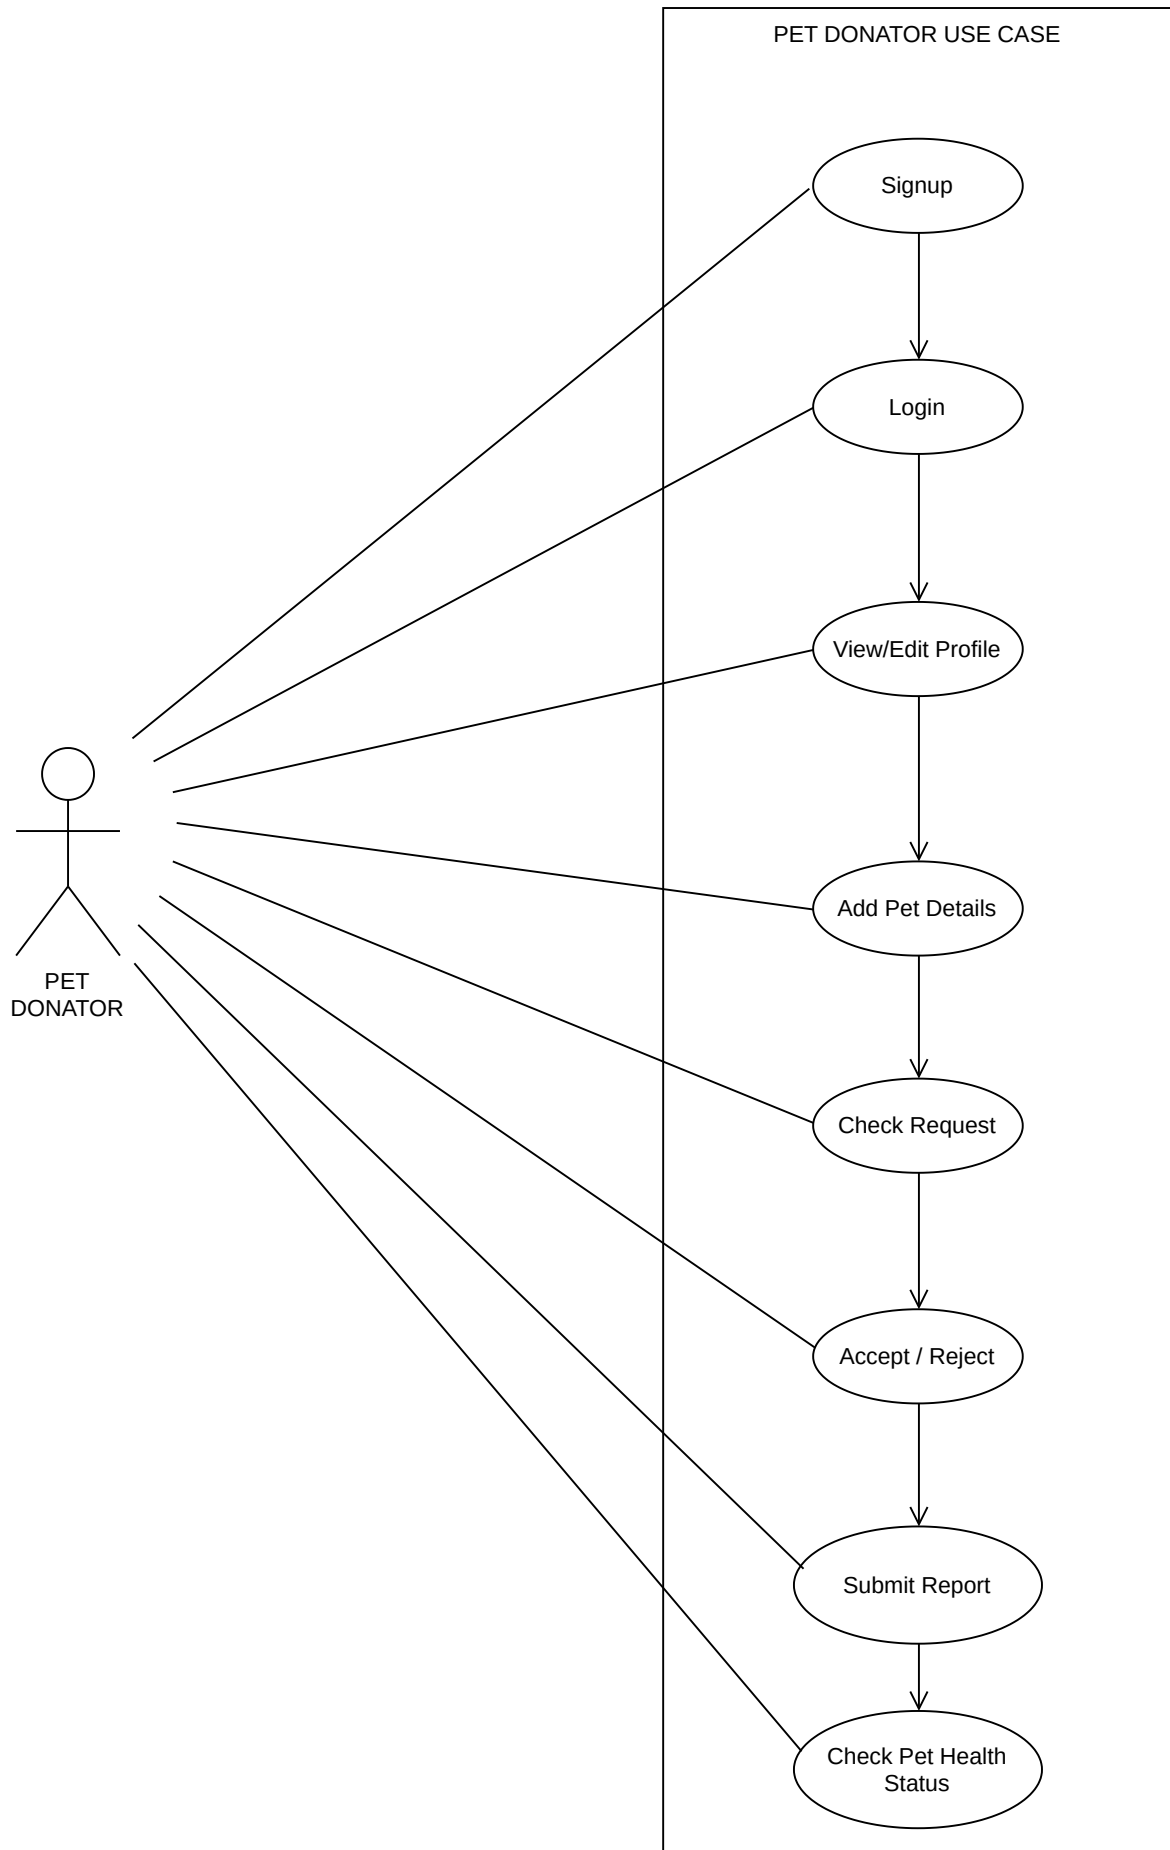 PET DONATOR USE CASE
Signup
Login
View/Edit Profile
Add Pet Details
PET
DONATOR
Check Request
Accept / Reject
Submit Report
Check Pet Health
Status